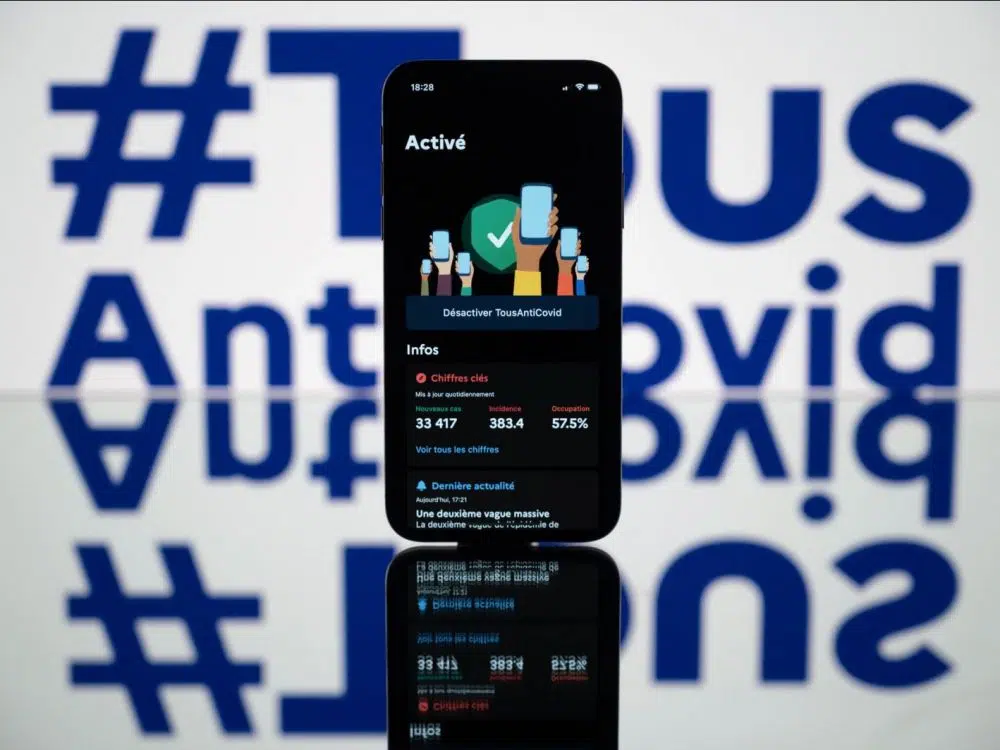 #Tous
AntiCovid
18:28
Activé
Désactiver TousAntiCovid
Infos
Chiffres clés
Mis à jour quotidiennement
Nouveaux cas Incidence Occupation
33 417 383.4 57.5%
Voir tous les chiffres
Dernière actualité
Aujourd'hui, 17:21
Une deuxième vague massive
La deuxième vague de l'épidémie de